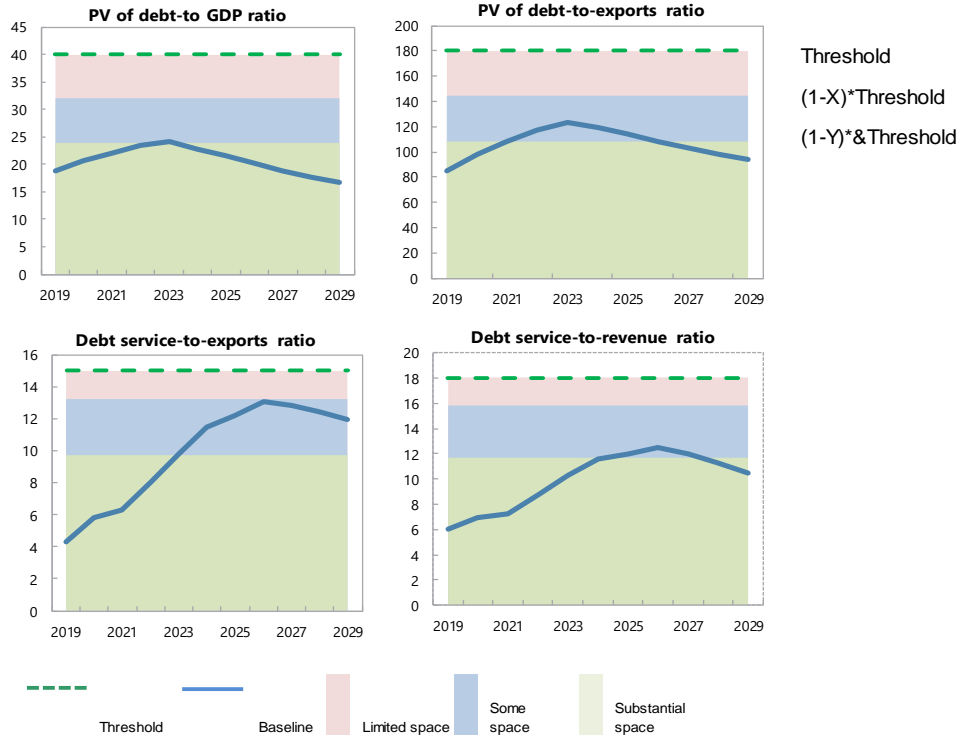 PV of debt-to GDP ratio
45
40
35
30
25
20
15
10
5
0
2019 2021 2023 2025 2027 2029
PV of debt-to-exports ratio
200
180
160
140
120
100
80
60
40
20
0
2019 2021 2023 2025 2027 2029
Threshold
(1-X)*Threshold
(1-Y)*&Threshold
Debt service-to-exports ratio
16
14
12
10
8
6
4
2
0
2019 2021 2023 2025 2027 2029
Debt service-to-revenue ratio
20
18
16
14
12
10
8
6
4
2
0
2019 2021 2023 2025 2027 2029
Threshold
Baseline
Limited space
Some
space
Substantial
space